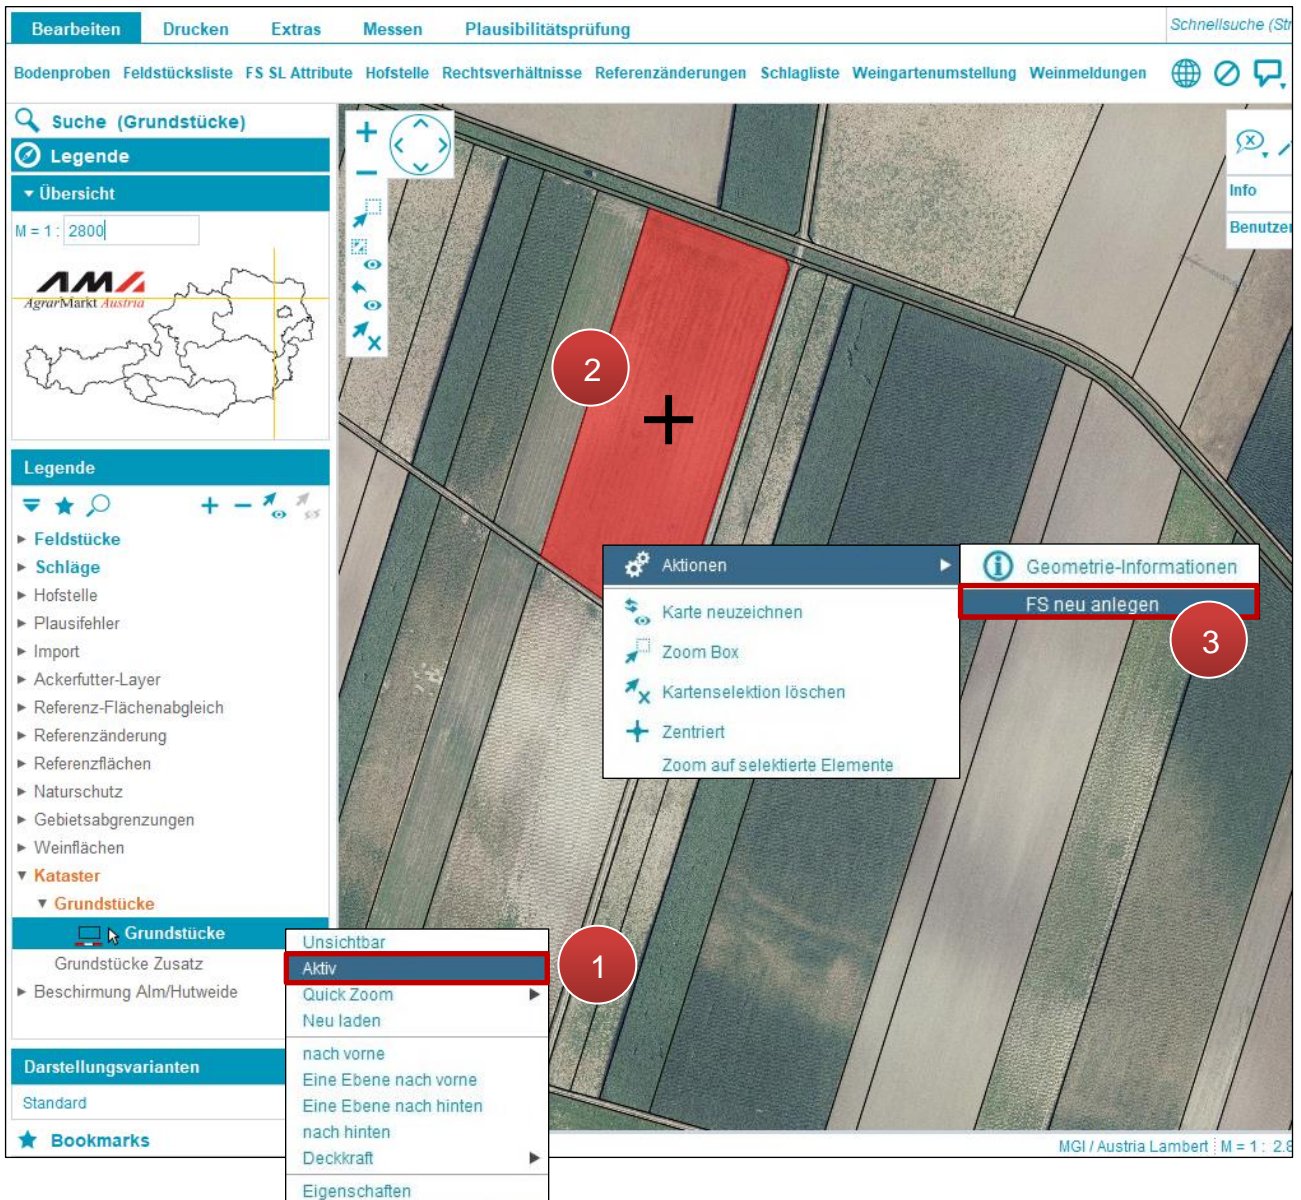 Bearbeiten Drucken Extras Messen Plausibilitätsprüfung Schnellsuche (Str
Bodenproben Feldstücksliste FS SL Attribute Hofstelle Rechtsverhältnisse Referenzänderungen Schlagliste Weingartenumstellung Weinmeldungen
Suche (Grundstücke)
Legende
Übersicht
M = 1 : 2800
AMA
AgrarMarkt Austria
Legende
Feldstücke
Schläge
Hofstelle
Plausifehler
Import
Ackerfutter-Layer
Referenz-Flächenabgleich
Referenzänderung
Referenzflächen
Naturschutz
Gebietsabgrenzungen
Weinflächen
Kataster
Grundstücke
Grundstücke
Grundstücke Zusatz
Beschirmung Alm/Hutweide
Darstellungsvarianten
Standard
Bookmarks
Unsichtbar
Aktiv
Quick Zoom
Neu laden
nach vorne
Eine Ebene nach vorne
Eine Ebene nach hinten
nach hinten
Deckkraft
Eigenschaften
1
2
Aktionen
Karte neuzeichnen
Zoom Box
Kartenselektion löschen
Zentriert
Zoom auf selektierte Elemente
Geometrie-Informationen
FS neu anlegen
3
Info
Benutzer
MGI / Austria Lambert M = 1 : 2.8